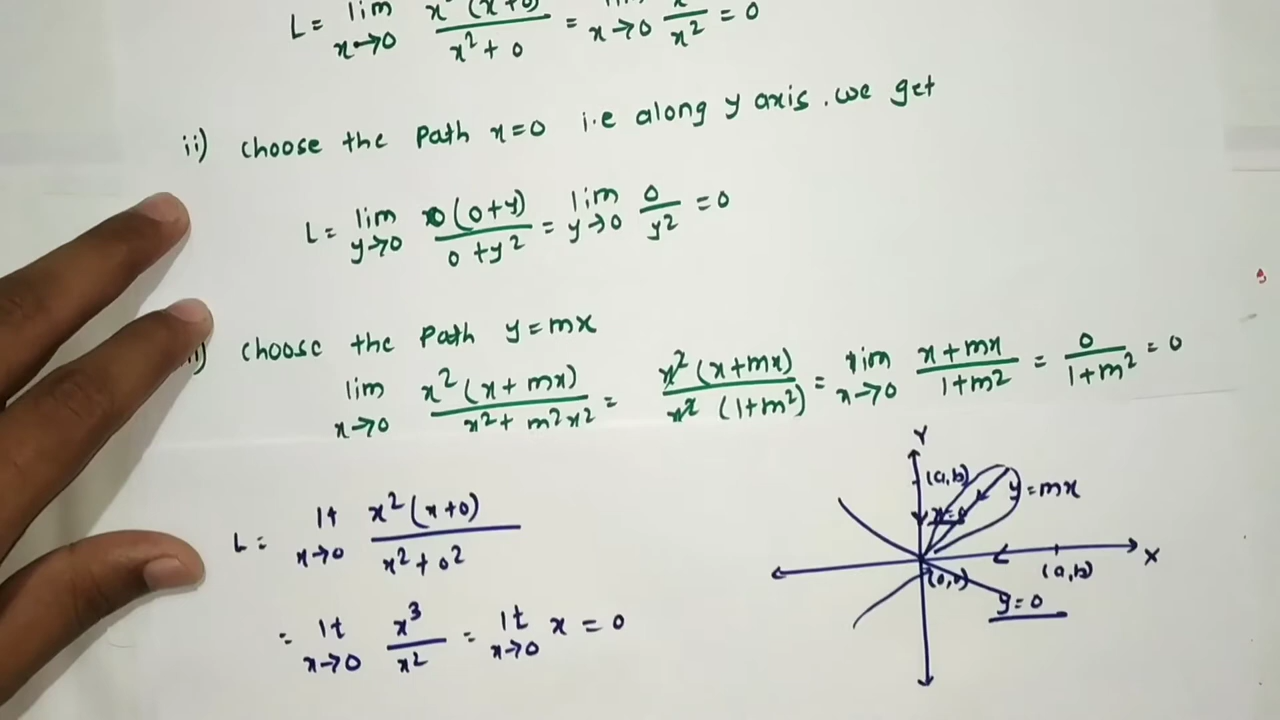 L = lim x→0 x²(x+0) / x²+0 = x→0 / x² = 0
ii) choose the path x=0 i.e along y axis. we get
L = lim y→0 0(0+y) / 0+y² = lim y→0 0 / y² = 0
choose the path y=mx
lim x→0 x²(x+mx) / x²+m²x² = x²(x+mx) / x²(1+m²) = lim x→0 x+mx / 1+m² = 0 / 1+m² = 0
L = lt x→0 x²(x+0) / x²+0²
= lt x→0 x³ / x² = lt x→0 x = 0
Y
(a,b)
y=mx
x=0
X
(0,0)
(a,b)
y=0